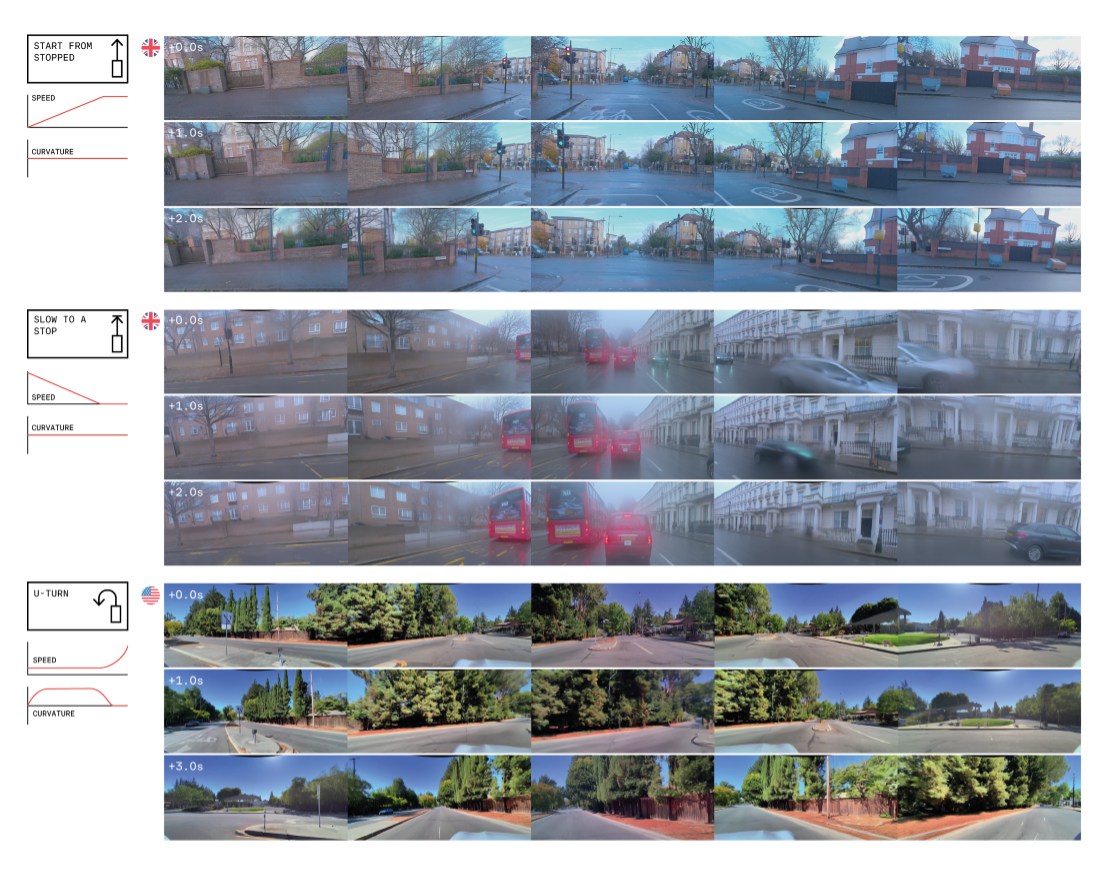 START FROM
STOPPED
SPEED
CURVATURE
+0.0s
+1.0s
+2.0s
SLOW TO A
STOP
SPEED
CURVATURE
+0.0s
+1.0s
+2.0s
U-TURN
SPEED
CURVATURE
+0.0s
+1.0s
+3.0s